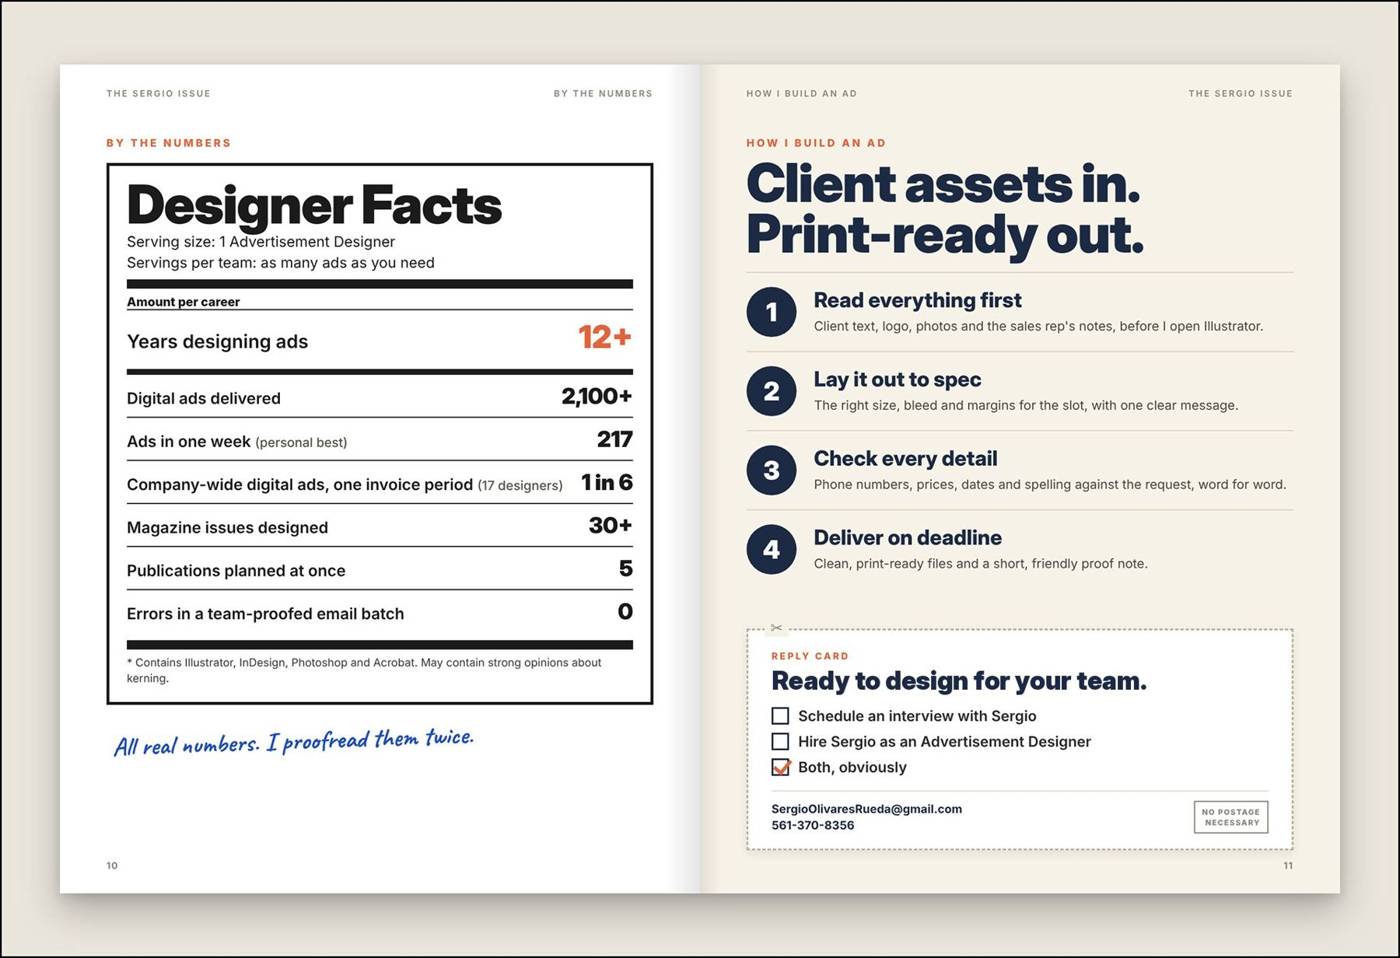 THE SERGIO ISSUE
BY THE NUMBERS
BY THE NUMBERS
Designer Facts
Serving size: 1 Advertisement Designer
Servings per team: as many ads as you need
Amount per career
Years designing ads 12+
Digital ads delivered 2,100+
Ads in one week (personal best) 217
Company-wide digital ads, one invoice period (17 designers) 1 in 6
Magazine issues designed 30+
Publications planned at once 5
Errors in a team-proofed email batch 0
* Contains Illustrator, InDesign, Photoshop and Acrobat. May contain strong opinions about
kerning.
All real numbers. I proofread them twice.
10
HOW I BUILD AN AD
THE SERGIO ISSUE
HOW I BUILD AN AD
Client assets in.
Print-ready out.
1
Read everything first
Client text, logo, photos and the sales rep's notes, before I open Illustrator.
2
Lay it out to spec
The right size, bleed and margins for the slot, with one clear message.
3
Check every detail
Phone numbers, prices, dates and spelling against the request, word for word.
4
Deliver on deadline
Clean, print-ready files and a short, friendly proof note.
REPLY CARD
Ready to design for your team.
Schedule an interview with Sergio
Hire Sergio as an Advertisement Designer
Both, obviously
SergioOlivaresRueda@gmail.com
561-370-8356
NO POSTAGE
NECESSARY
11